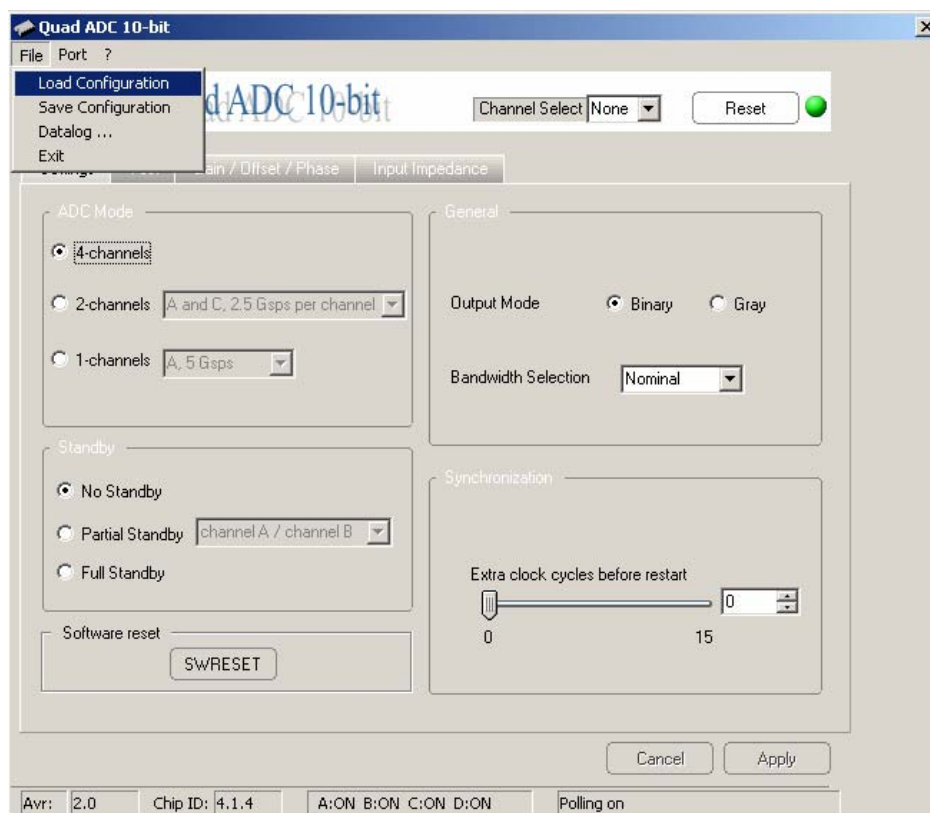 Quad ADC 10-bit
File Port ?
Load Configuration
Save Configuration
Datalog ...
Exit
ad ADC 10-bit
Channel Select None
Reset
ain / Offset / Phase
Input Impedance
ADC Mode
4-channels
2-channels A and C, 2.5 Gsps per channel
1-channels A, 5 Gsps
General
Output Mode Binary Gray
Bandwidth Selection Nominal
Standby
No Standby
Partial Standby channel A / channel B
Full Standby
Synchronization
Extra clock cycles before restart
0
0 15
Software reset
SWRESET
Cancel Apply
Avr: 2.0 Chip ID: 4.1.4 A:ON B:ON C:ON D:ON Polling on